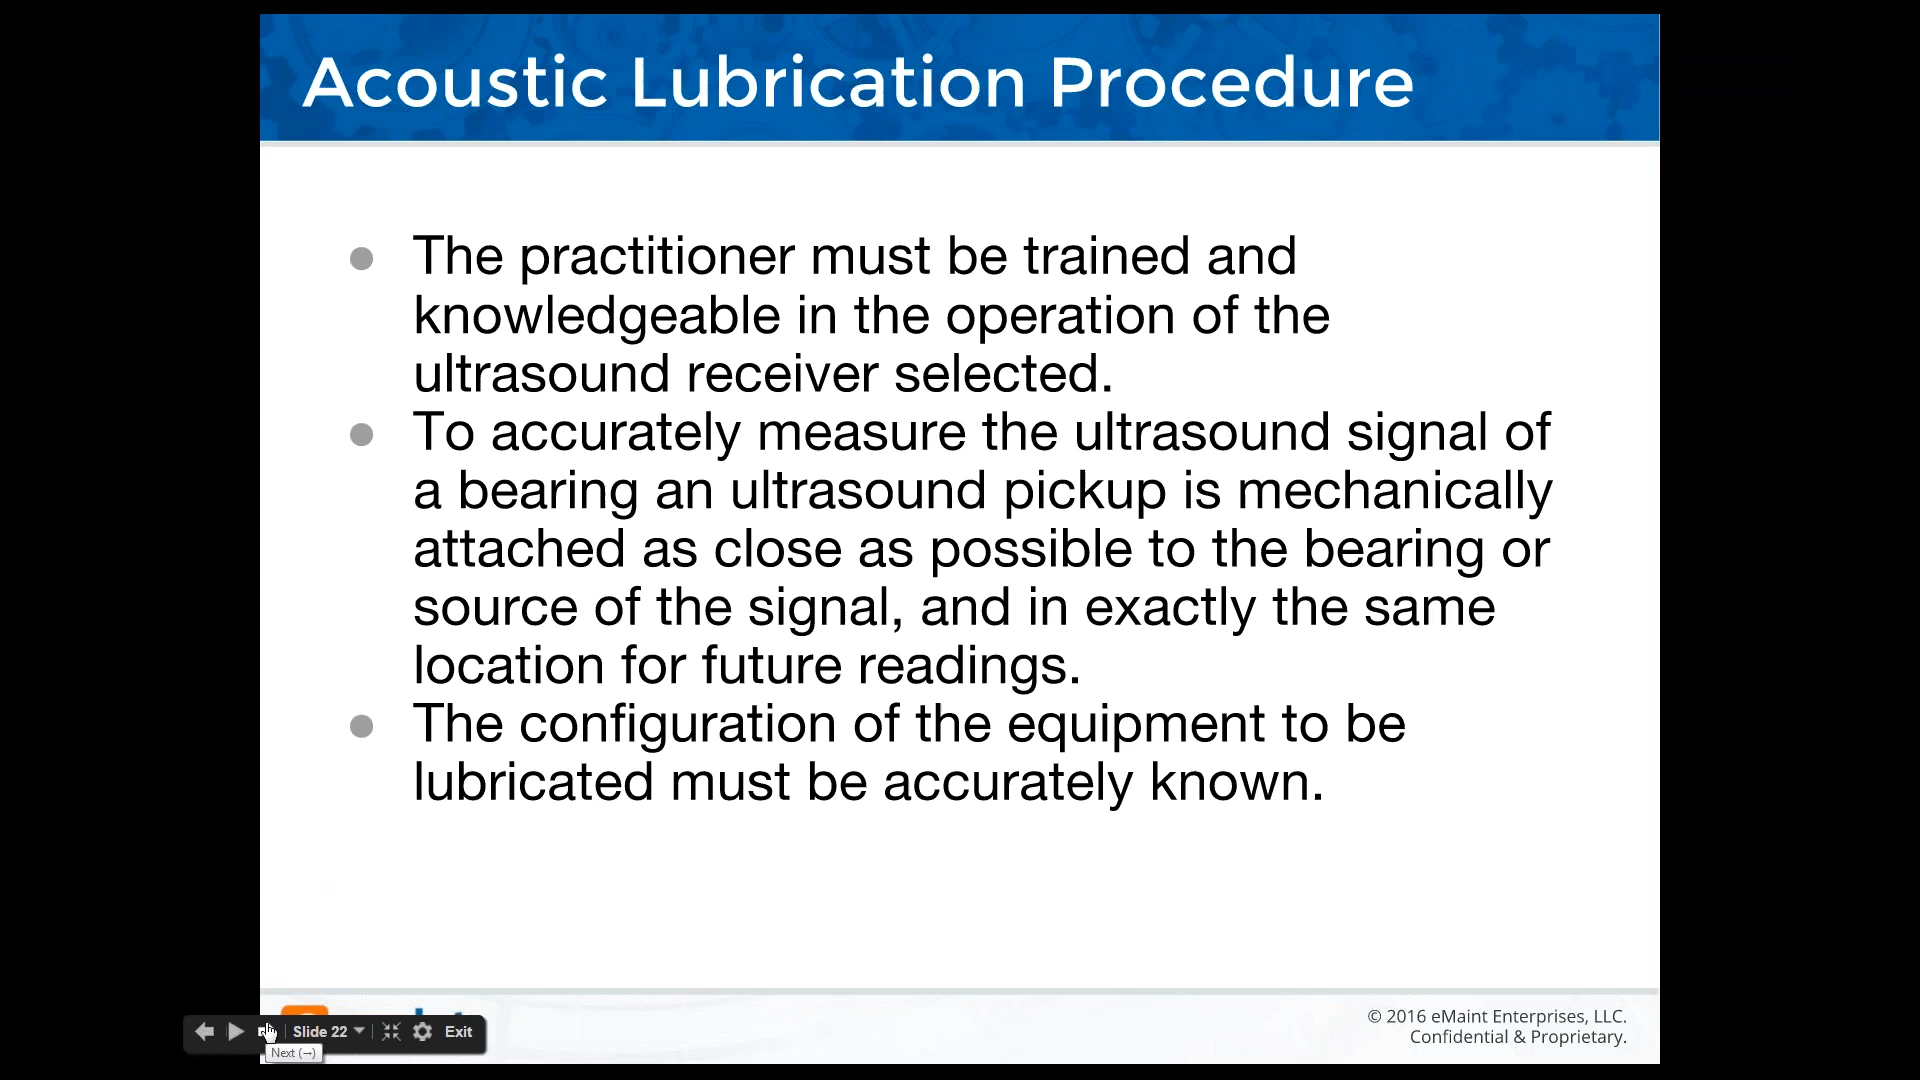 Acoustic Lubrication Procedure
The practitioner must be trained and
knowledgeable in the operation of the
ultrasound receiver selected.
To accurately measure the ultrasound signal of
a bearing an ultrasound pickup is mechanically
attached as close as possible to the bearing or
source of the signal, and in exactly the same
location for future readings.
The configuration of the equipment to be
lubricated must be accurately known.
© 2016 eMaint Enterprises, LLC.
Confidential & Proprietary.
Slide 22
Exit
Next (→)